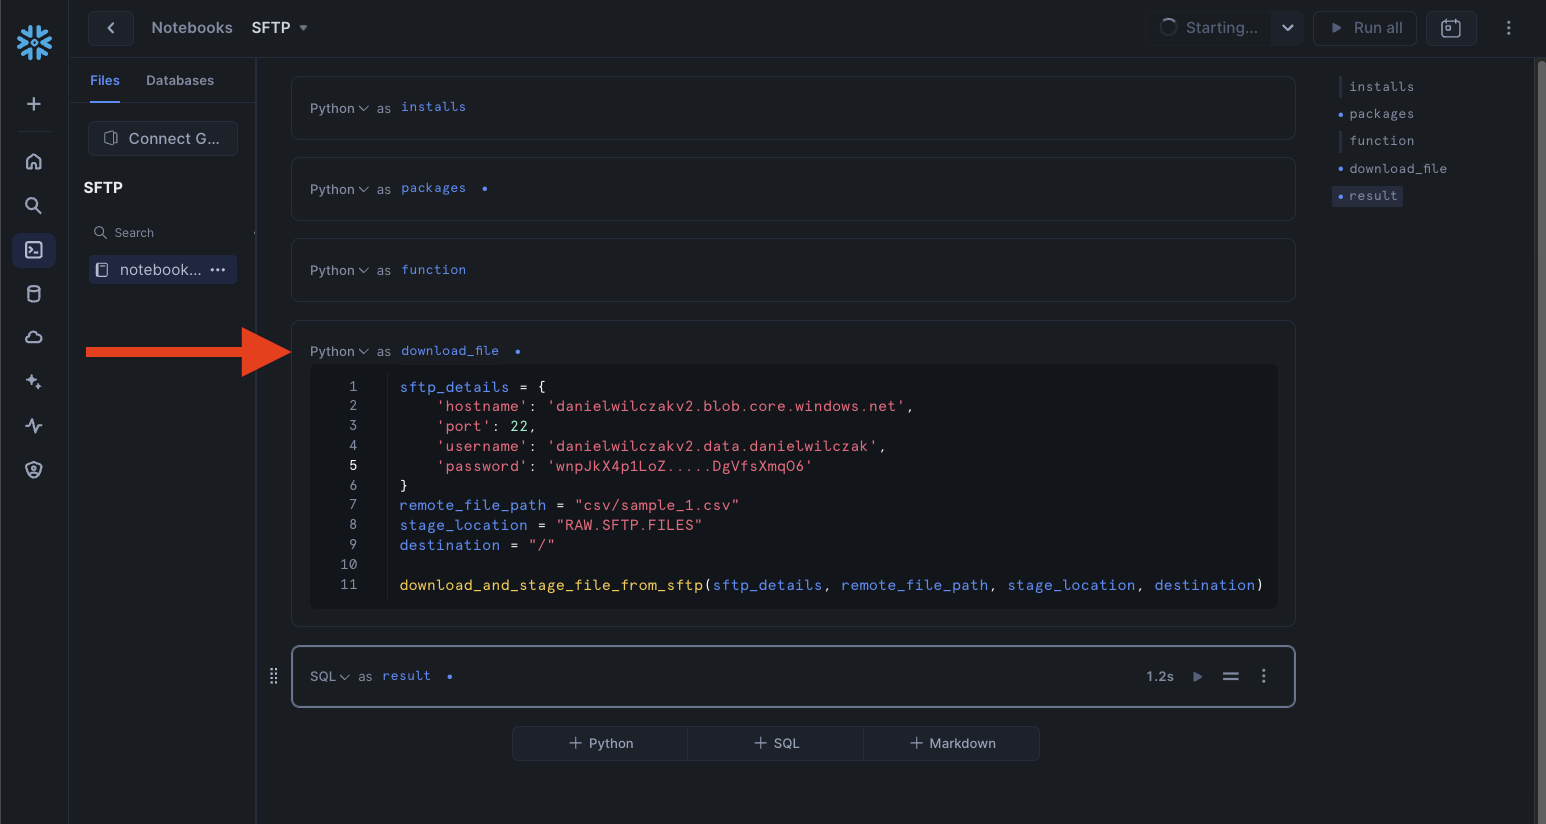 Notebooks SFTP
Starting...
Run all
Files Databases
Connect G...
SFTP
Search
notebook...
Python as installs
Python as packages
Python as function
Python as download_file
1 sftp_details = {
2 'hostname': 'danielwilczakv2.blob.core.windows.net',
3 'port': 22,
4 'username': 'danielwilczakv2.data.danielwilczak',
5 'password': 'wnpJkX4p1LoZ.....DgVfsXmqO6'
6 }
7 remote_file_path = "csv/sample_1.csv"
8 stage_location = "RAW.SFTP.FILES"
9 destination = "/"
10
11 download_and_stage_file_from_sftp(sftp_details, remote_file_path, stage_location, destination)
SQL as result
1.2s
+ Python
+ SQL
+ Markdown
installs
packages
function
download_file
result